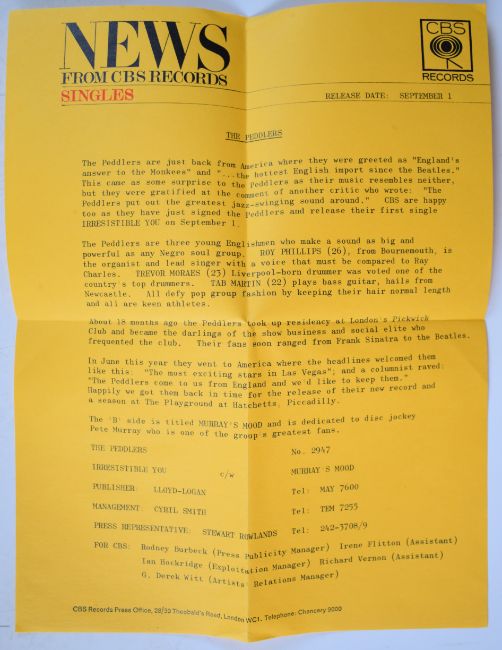 NEWS
FROM CBS RECORDS
SINGLES
CBS
RECORDS
RELEASE DATE: SEPTEMBER 1
THE PEDDLERS
The Peddlers are just back from America where they were greeted as "England's
answer to the Monkees" and "...the hottest English import since the Beatles."
This came as some surprise to the Peddlers as their music resembles neither,
but they were gratified at the comment of another critic who wrote: "The
Peddlers put out the greatest jazz-swinging sound around." CBS are happy
too as they have just signed the Peddlers and release their first single
IRRESISTIBLE YOU on September 1.
The Peddlers are three young Englishmen who make a sound as big and
powerful as any Negro soul group. ROY PHILLIPS (26), from Bournemouth, is
the organist and lead singer with a voice that must be compared to Ray
Charles. TREVOR MORAES (23) Liverpool-born drummer was voted one of the
country's top drummers. TAB MARTIN (22) plays bass guitar, hails from
Newcastle. All defy pop group fashion by keeping their hair normal length
and all are keen athletes.
About 18 months ago the Peddlers took up residency at London's Pickwick
Club and became the darlings of the show business and social elite who
frequented the club. Their fans soon ranged from Frank Sinatra to the Beatles.
In June this year they went to America where the headlines welcomed them
like this: "The most exciting stars in Las Vegas"; and a columnist raved:
"The Peddlers come to us from England and we'd like to keep them."
Happily we got them back in time for the release of their new record and
a season at The Playground at Hatchetts, Piccadilly.
The 'B' side is titled MURRAY'S MOOD and is dedicated to disc jockey
Pete Murray who is one of the group's greatest fans.
THE PEDDLERS No. 2947
IRRESISTIBLE YOU c/w MURRAY'S MOOD
PUBLISHER: LLOYD-LOGAN Tel: MAY 7600
MANAGEMENT: CYRIL SMITH Tel: TEM 7255
PRESS REPRESENTATIVE: STEWART ROWLANDS Tel: 242-3708/9
FOR CBS: Rodney Burbeck (Press Publicity Manager) Irene Flitton (Assistant)
Ian Hockridge (Exploitation Manager) Richard Vernon (Assistant)
G. Derek Witt (Artists' Relations Manager)
CBS Records Press Office, 28/30 Theobald's Road, London WC1. Telephone: Chancery 9000